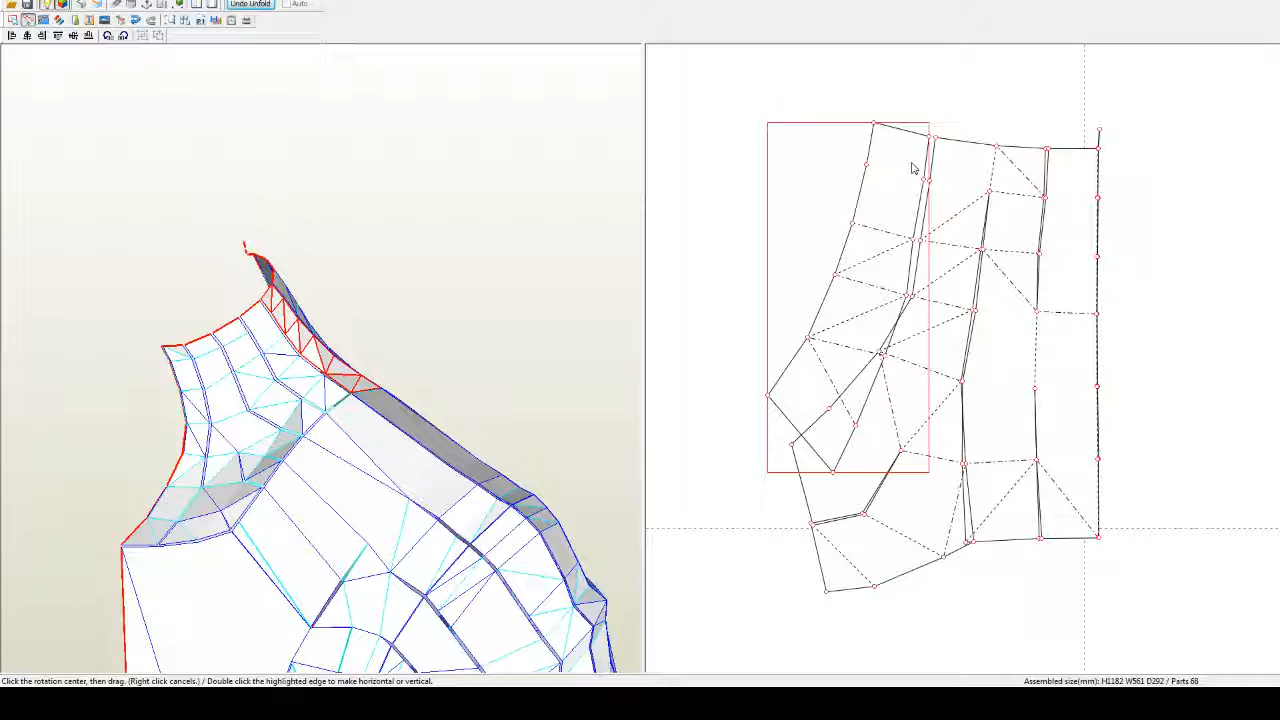 Undo Unfold Auto
Click the rotation center, then drag. (Right click cancels.) / Double click the highlighted edge to make horizontal or vertical. Assembled size(mm): H1182 W561 D292 / Parts 68